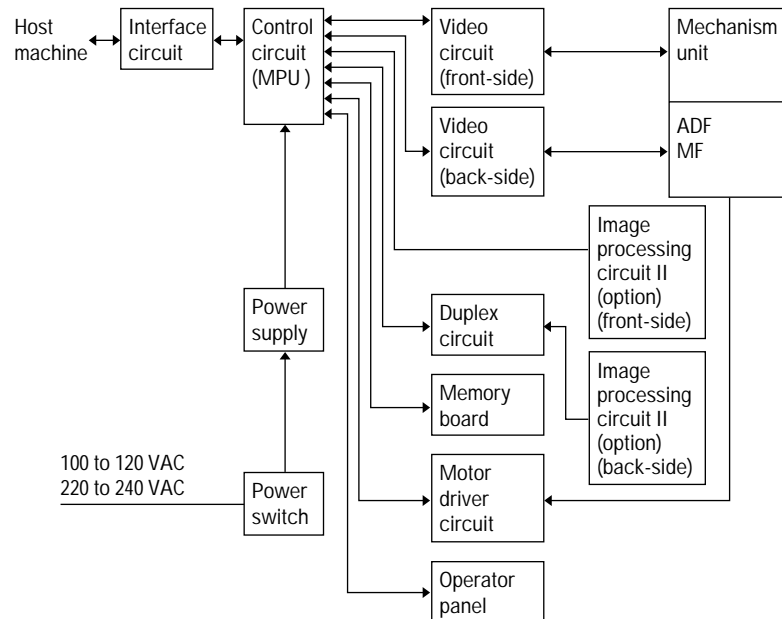 Host
machine
Interface
circuit
Control
circuit
(MPU )
Video
circuit
(front-side)
Mechanism
unit
Video
circuit
(back-side)
ADF
MF
Image
processing
circuit II
(option)
(front-side)
Power
supply
Duplex
circuit
Image
processing
circuit II
(option)
(back-side)
Memory
board
100 to 120 VAC
220 to 240 VAC
Power
switch
Motor
driver
circuit
Operator
panel